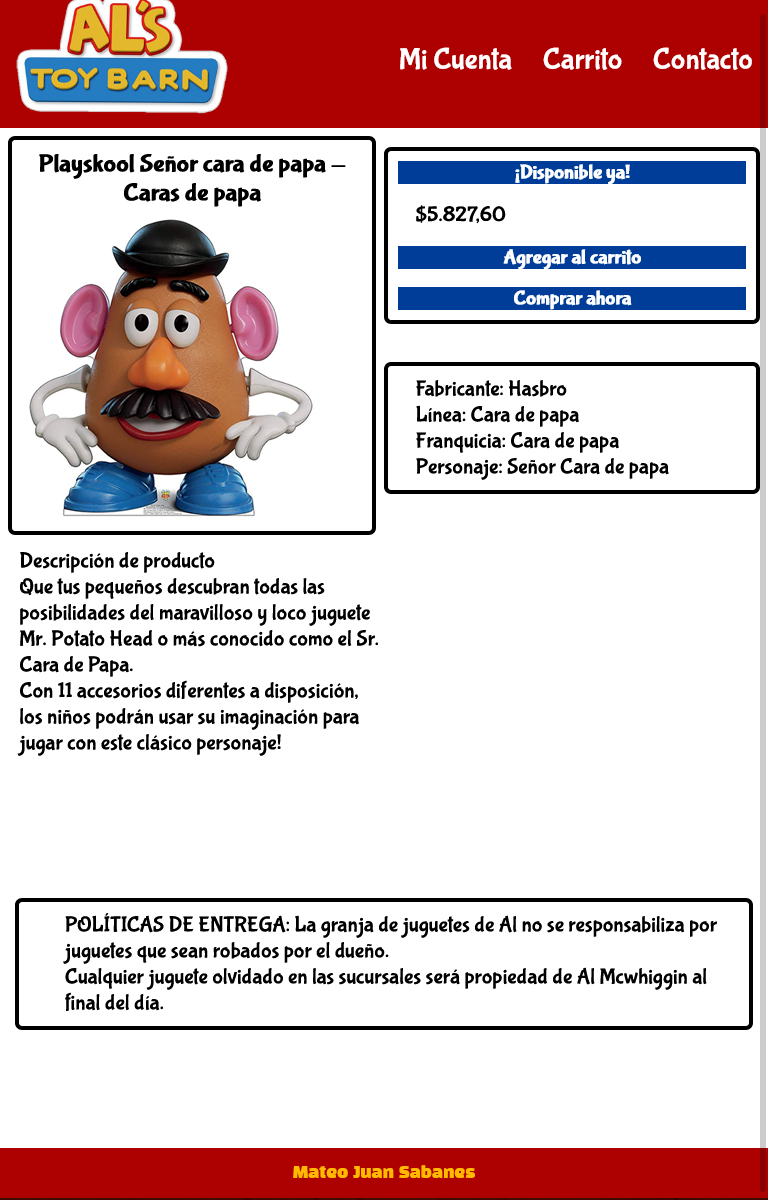 AL'S
TOY BARN
Mi Cuenta Carrito Contacto
Playskool Señor cara de papa –
Caras de papa
¡Disponible ya!
$5.827,60
Agregar al carrito
Comprar ahora
Fabricante: Hasbro
Línea: Cara de papa
Franquicia: Cara de papa
Personaje: Señor Cara de papa
Descripción de producto
Que tus pequeños descubran todas las
posibilidades del maravilloso y loco juguete
Mr. Potato Head o más conocido como el Sr.
Cara de Papa.
Con 11 accesorios diferentes a disposición,
los niños podrán usar su imaginación para
jugar con este clásico personaje!
POLÍTICAS DE ENTREGA: La granja de juguetes de Al no se responsabiliza por
juguetes que sean robados por el dueño.
Cualquier juguete olvidado en las sucursales será propiedad de Al Mcwhiggin al
final del día.
Mateo Juan Sabanes